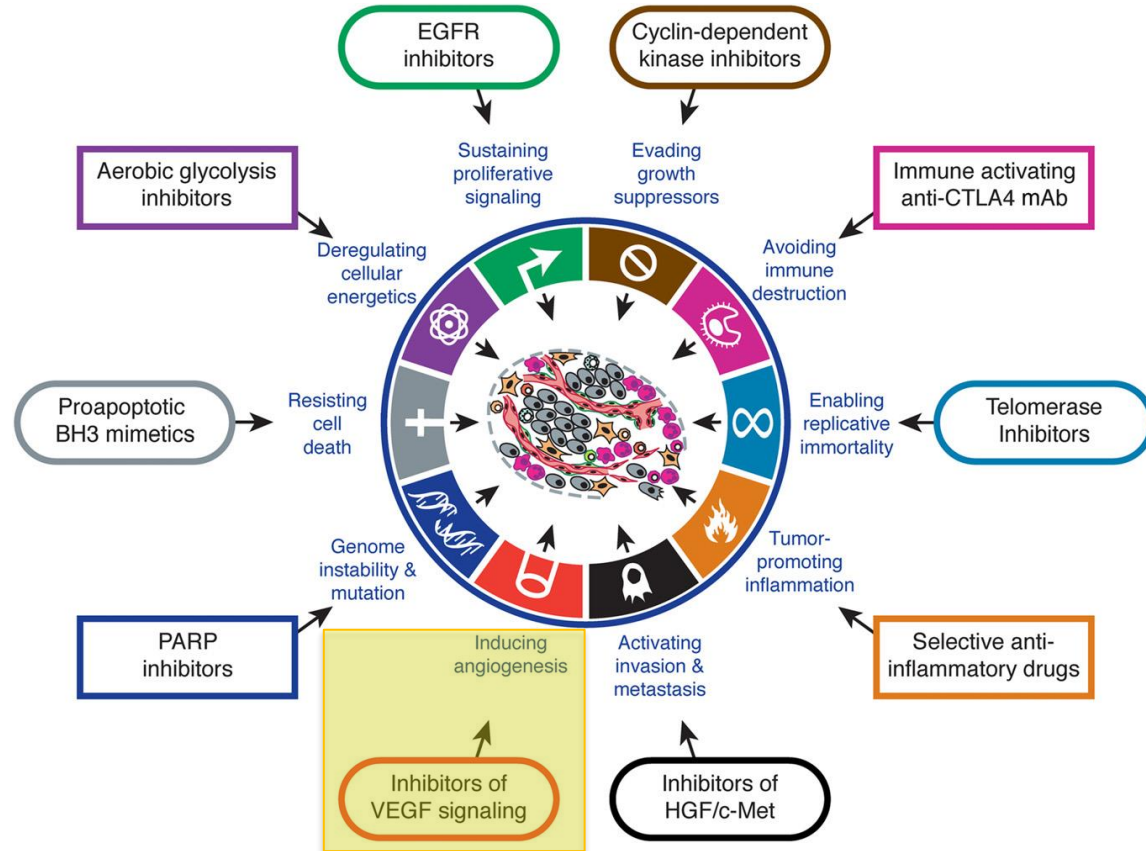 EGFR
inhibitors
Cyclin-dependent
kinase inhibitors
Sustaining
proliferative
signaling
Evading
growth
suppressors
Aerobic glycolysis
inhibitors
Immune activating
anti-CTLA4 mAb
Deregulating
cellular
energetics
Avoiding
immune
destruction
Proapoptotic
BH3 mimetics
Resisting
cell
death
Enabling
replicative
immortality
Telomerase
Inhibitors
Genome
instability &
mutation
Tumor-
promoting
inflammation
PARP
inhibitors
Inducing
angiogenesis
Activating
invasion &
metastasis
Selective anti-
inflammatory drugs
Inhibitors of
VEGF signaling
Inhibitors of
HGF/c-Met